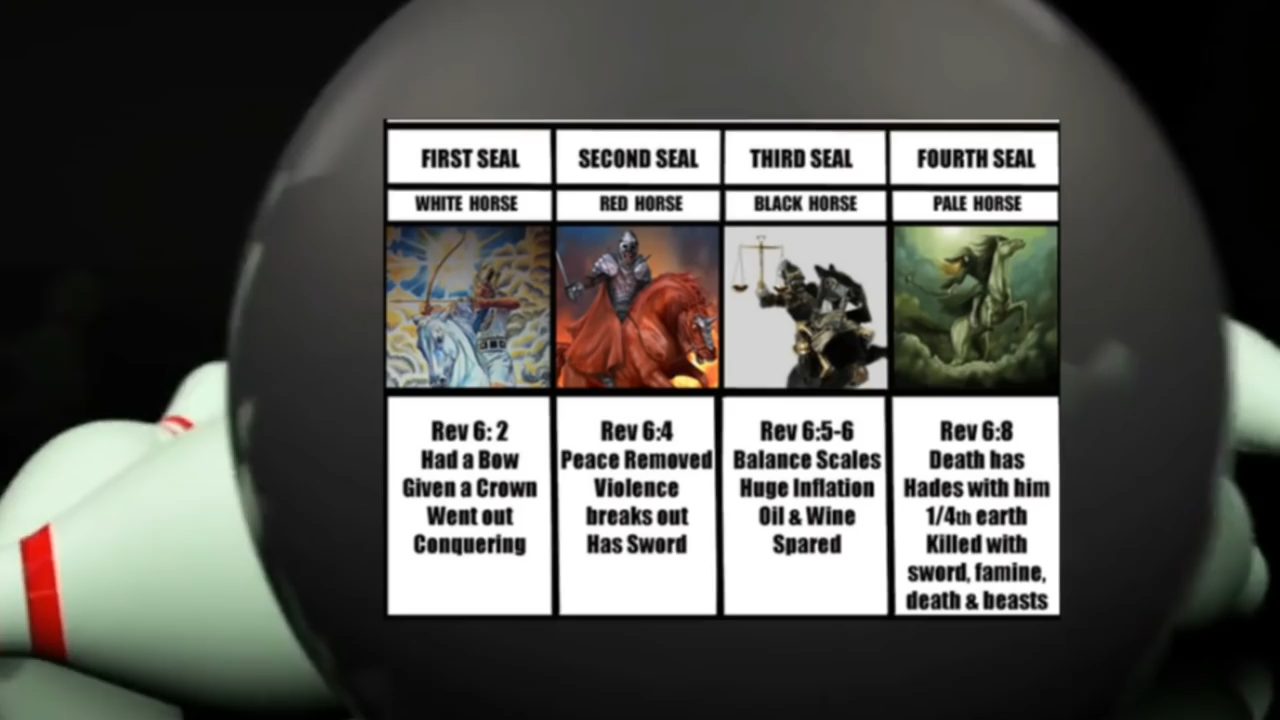 FIRST SEAL
SECOND SEAL
THIRD SEAL
FOURTH SEAL
WHITE HORSE
RED HORSE
BLACK HORSE
PALE HORSE
Rev 6: 2
Had a Bow
Given a Crown
Went out
Conquering
Rev 6:4
Peace Removed
Violence
breaks out
Has Sword
Rev 6:5-6
Balance Scales
Huge Inflation
Oil & Wine
Spared
Rev 6:8
Death has
Hades with him
1/4th earth
Killed with
sword, famine,
death & beasts